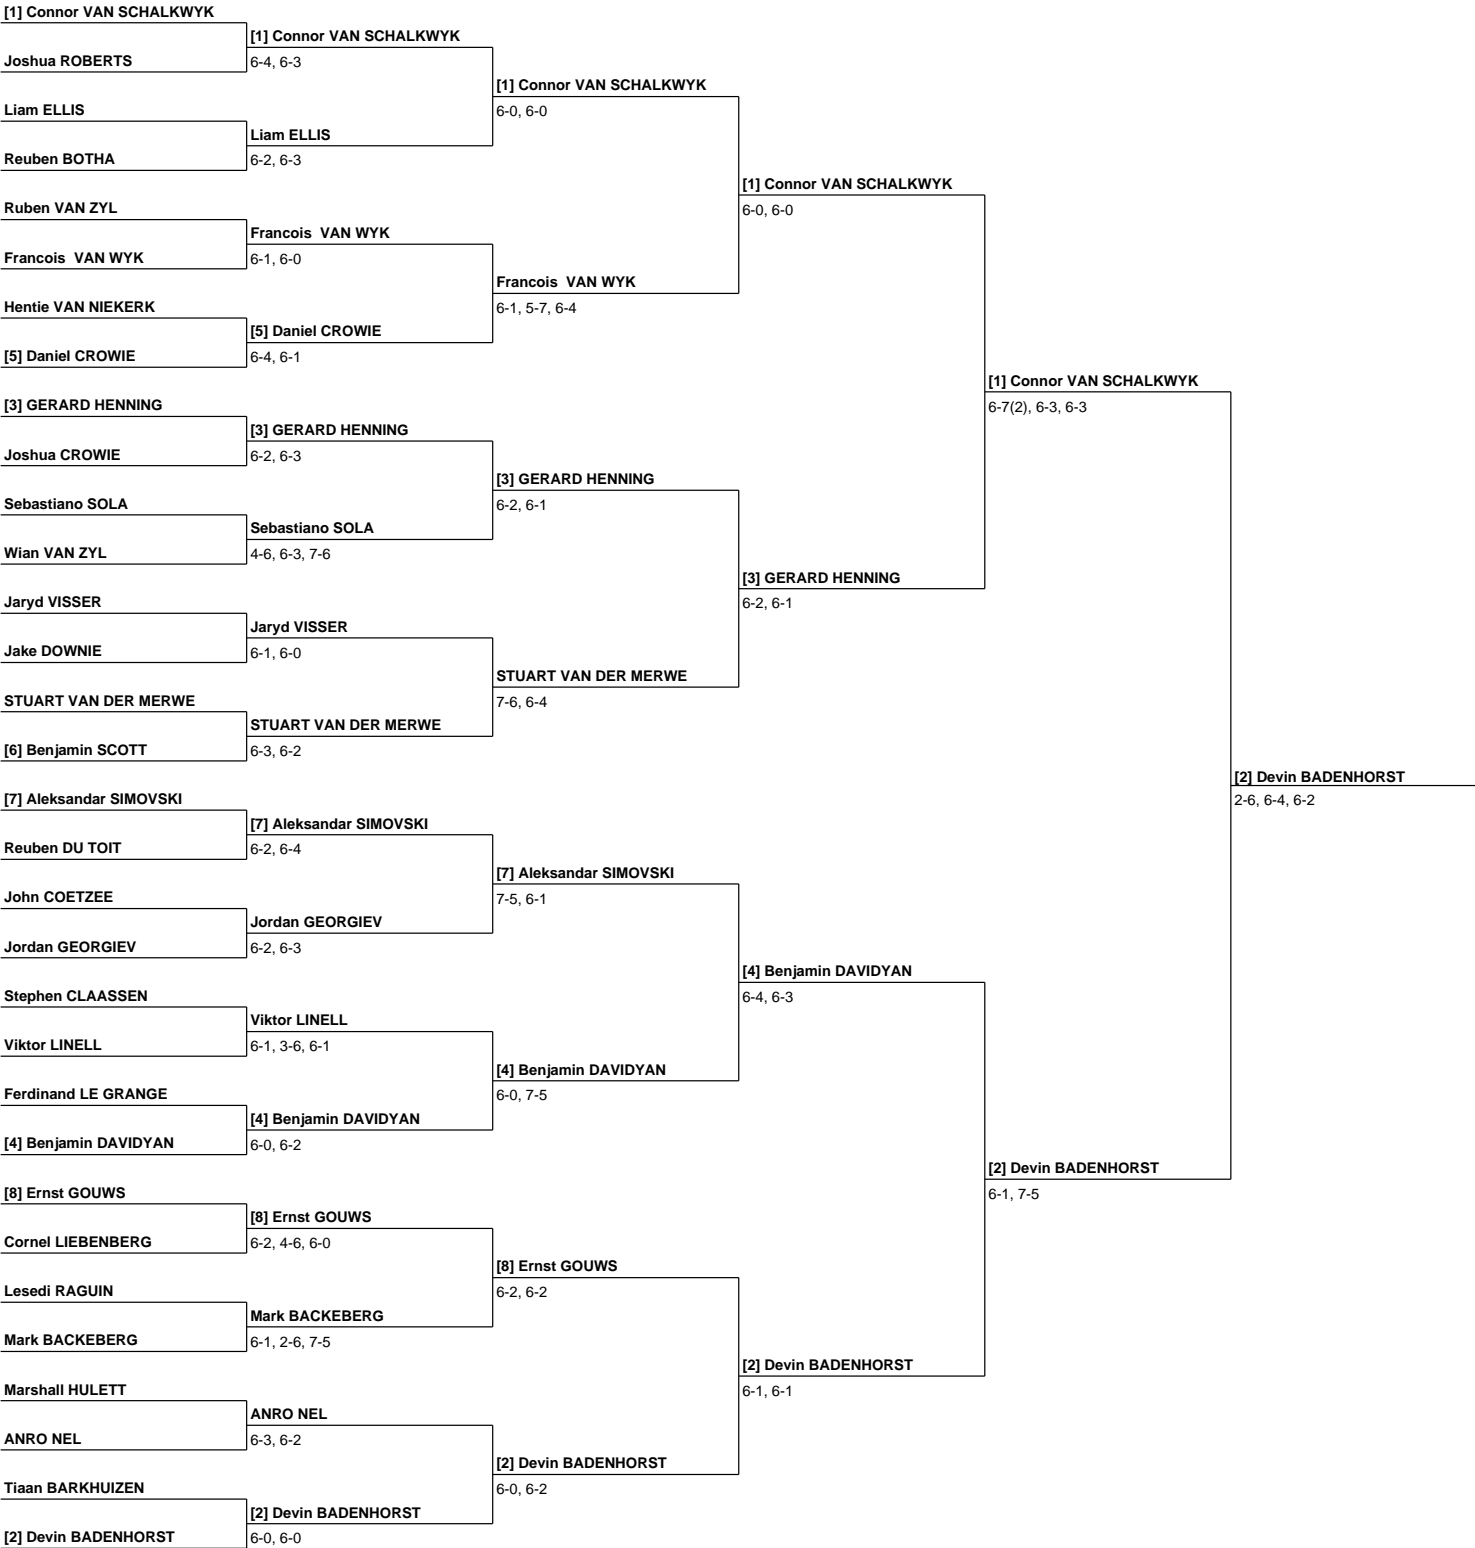 [1] Connor VAN SCHALKWYK
Joshua ROBERTS
Liam ELLIS
Reuben BOTHA
Ruben VAN ZYL
Francois  VAN WYK
Hentie VAN NIEKERK
[5] Daniel CROWIE
[3] GERARD HENNING
Joshua CROWIE
Sebastiano SOLA
Wian VAN ZYL
Jaryd VISSER
Jake DOWNIE
STUART VAN DER MERWE
[6] Benjamin SCOTT
[7] Aleksandar SIMOVSKI
Reuben DU TOIT
John COETZEE
Jordan GEORGIEV
Stephen CLAASSEN
Viktor LINELL
Ferdinand LE GRANGE
[4] Benjamin DAVIDYAN
[8] Ernst GOUWS
Cornel LIEBENBERG
Lesedi RAGUIN
Mark BACKEBERG
Marshall HULETT
ANRO NEL
Tiaan BARKHUIZEN
[2] Devin BADENHORST
[1] Connor VAN SCHALKWYK
6-4, 6-3
Liam ELLIS
6-2, 6-3
Francois  VAN WYK
6-1, 6-0
[5] Daniel CROWIE
6-4, 6-1
[3] GERARD HENNING
6-2, 6-3
Sebastiano SOLA
4-6, 6-3, 7-6
Jaryd VISSER
6-1, 6-0
STUART VAN DER MERWE
6-3, 6-2
[7] Aleksandar SIMOVSKI
6-2, 6-4
Jordan GEORGIEV
6-2, 6-3
Viktor LINELL
6-1, 3-6, 6-1
[4] Benjamin DAVIDYAN
6-0, 6-2
[8] Ernst GOUWS
6-2, 4-6, 6-0
Mark BACKEBERG
6-1, 2-6, 7-5
ANRO NEL
6-3, 6-2
[2] Devin BADENHORST
6-0, 6-0
[1] Connor VAN SCHALKWYK
6-0, 6-0
Francois  VAN WYK
6-1, 5-7, 6-4
[3] GERARD HENNING
6-2, 6-1
STUART VAN DER MERWE
7-6, 6-4
[7] Aleksandar SIMOVSKI
7-5, 6-1
[4] Benjamin DAVIDYAN
6-0, 7-5
[8] Ernst GOUWS
6-2, 6-2
[2] Devin BADENHORST
6-0, 6-2
[1] Connor VAN SCHALKWYK
6-0, 6-0
[3] GERARD HENNING
6-2, 6-1
[4] Benjamin DAVIDYAN
6-4, 6-3
[2] Devin BADENHORST
6-1, 6-1
[1] Connor VAN SCHALKWYK
6-7(2), 6-3, 6-3
[2] Devin BADENHORST
6-1, 7-5
[2] Devin BADENHORST
2-6, 6-4, 6-2